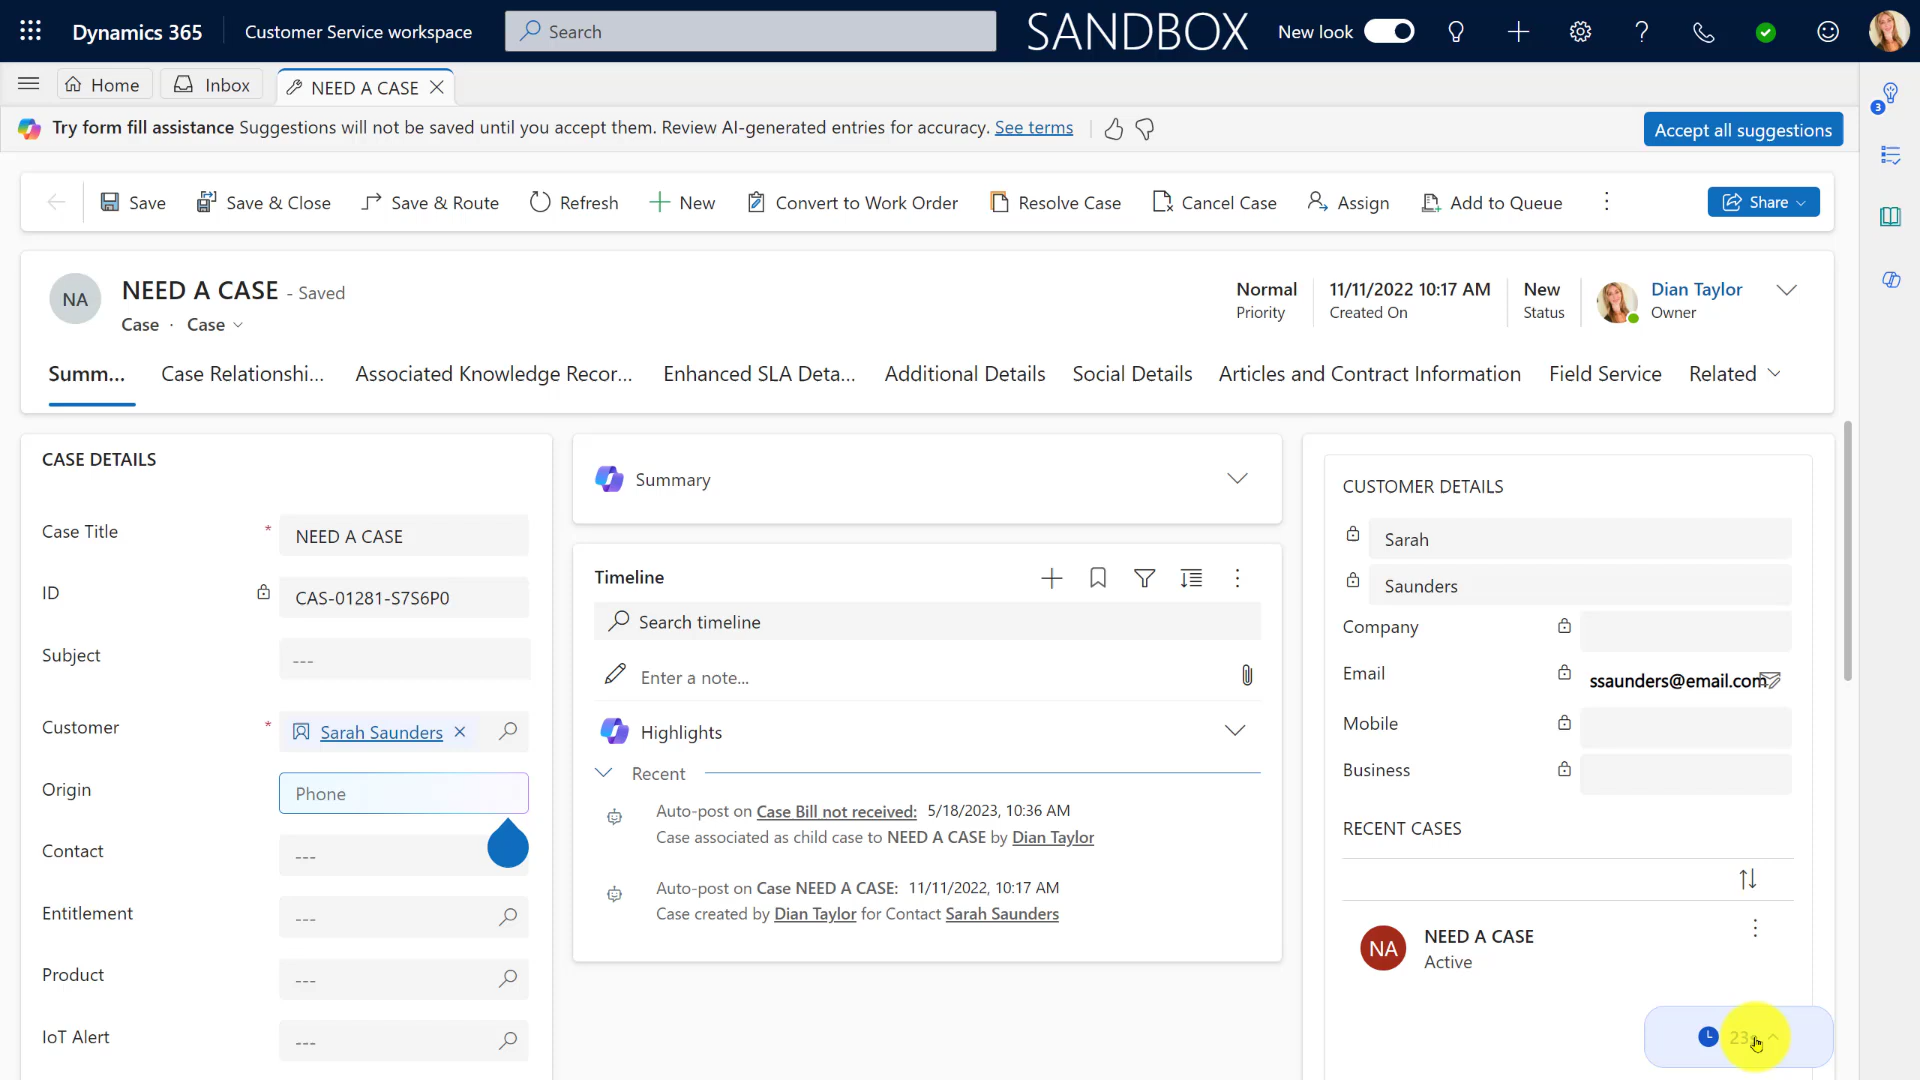 Dynamics 365
Customer Service workspace
Search
SANDBOX
New look
Home
Inbox
NEED A CASE
3
Try form fill assistance Suggestions will not be saved until you accept them. Review AI-generated entries for accuracy. See terms
Accept all suggestions
Save
Save & Close
Save & Route
Refresh
New
Convert to Work Order
Resolve Case
Cancel Case
Assign
Add to Queue
Share
NA
NEED A CASE - Saved
Case · Case
Normal
Priority
11/11/2022 10:17 AM
Created On
New
Status
Dian Taylor
Owner
Summ...
Case Relationshi...
Associated Knowledge Recor...
Enhanced SLA Deta...
Additional Details
Social Details
Articles and Contract Information
Field Service
Related
CASE DETAILS
Case Title * NEED A CASE
ID CAS-01281-S7S6P0
Subject ---
Customer * Sarah Saunders
Origin Phone
Contact ---
Entitlement ---
Product ---
IoT Alert ---
Summary
Timeline
Search timeline
Enter a note...
Highlights
Recent
Auto-post on Case Bill not received: 5/18/2023, 10:36 AM
Case associated as child case to NEED A CASE by Dian Taylor
Auto-post on Case NEED A CASE: 11/11/2022, 10:17 AM
Case created by Dian Taylor for Contact Sarah Saunders
CUSTOMER DETAILS
Sarah
Saunders
Company
Email ssaunders@email.com
Mobile
Business
RECENT CASES
NA
NEED A CASE
Active